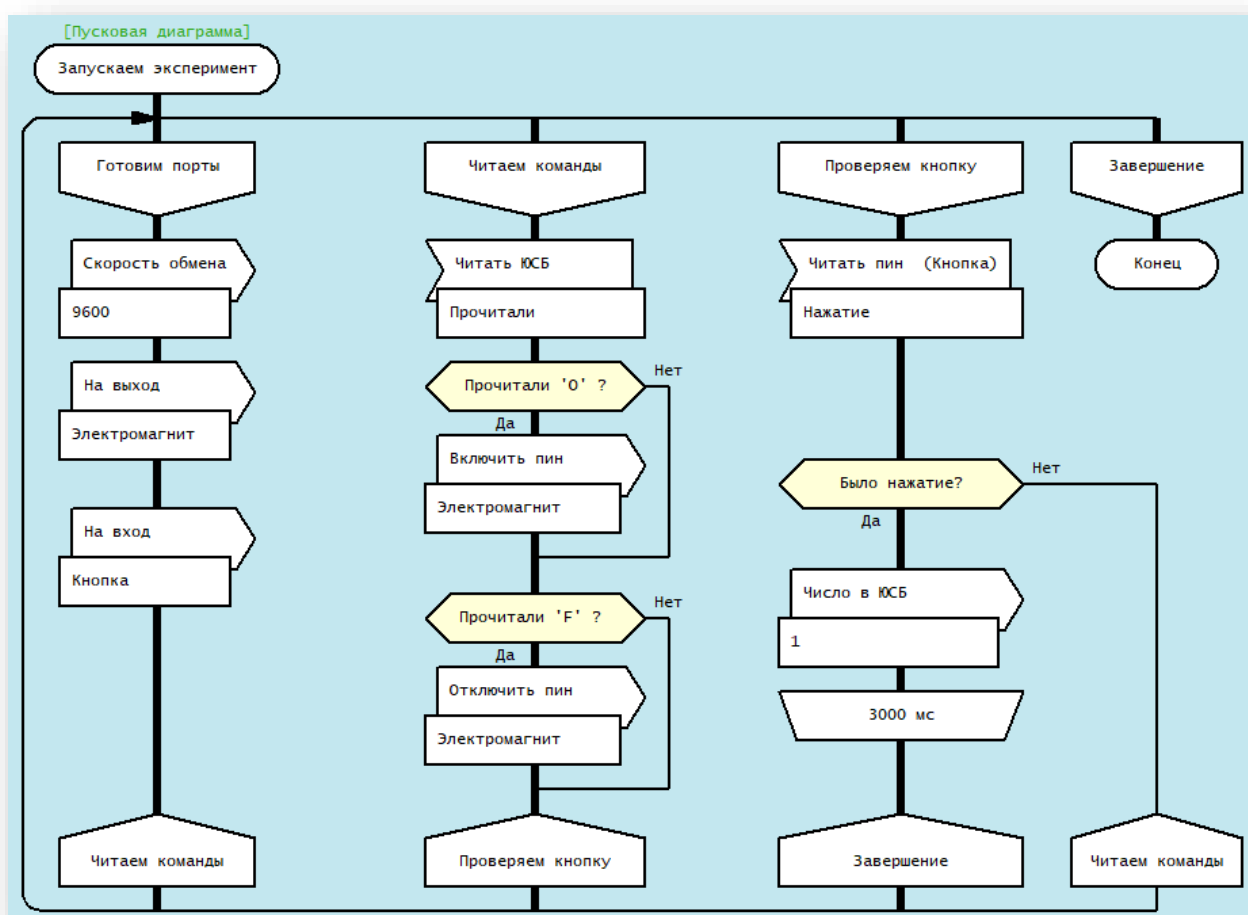 [Пусковая диаграмма]
Запускаем эксперимент
Готовим порты
Скорость обмена
9600
На выход
Электромагнит
На вход
Кнопка
Читаем команды
Читаем команды
Читать ЮСБ
Прочитали
Прочитали 'O' ?
Нет
Да
Включить пин
Электромагнит
Прочитали 'F' ?
Нет
Да
Отключить пин
Электромагнит
Проверяем кнопку
Проверяем кнопку
Читать пин (Кнопка)
Нажатие
Было нажатие?
Нет
Да
Число в ЮСБ
1
3000 мс
Завершение
Завершение
Конец
Читаем команды